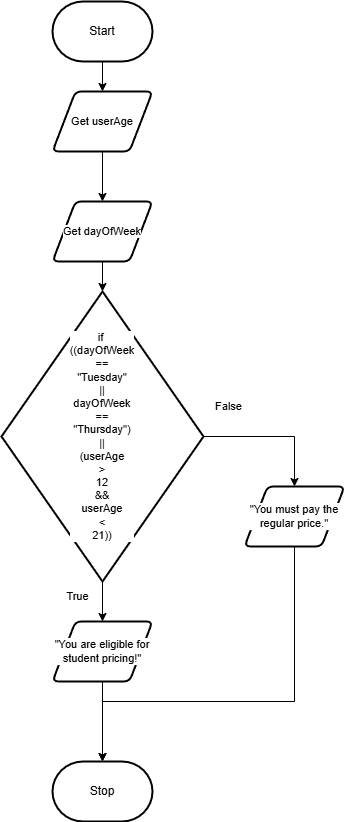 Start
Get userAge
Get dayOfWeek
if
((dayOfWeek
==
"Tuesday"
||
dayOfWeek
==
"Thursday")
||
(userAge
>
12
&&
userAge
<
21))
False
"You must pay the
regular price."
True
"You are eligible for
student pricing!"
Stop